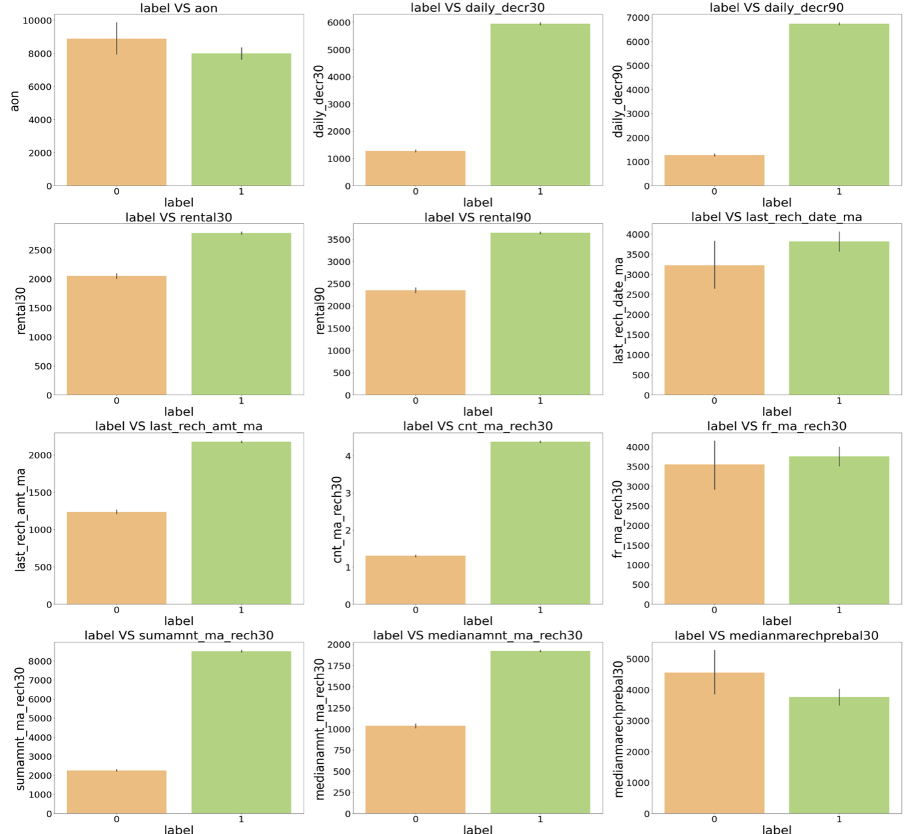 label VS aon
label VS daily_decr30
label VS daily_decr90
10000
8000
6000
4000
2000
0
aon
0 1
label
6000
5000
4000
3000
2000
1000
0
daily_decr30
0 1
label
7000
6000
5000
4000
3000
2000
1000
0
daily_decr90
0 1
label
label VS rental30
label VS rental90
label VS last_rech_date_ma
2500
2000
1500
1000
500
0
rental30
0 1
label
3500
3000
2500
2000
1500
1000
500
0
rental90
0 1
label
4000
3500
3000
2500
2000
1500
1000
500
0
last_rech_date_ma
0 1
label
label VS last_rech_amt_ma
label VS cnt_ma_rech30
label VS fr_ma_rech30
2000
1500
1000
500
0
last_rech_amt_ma
0 1
label
4
3
2
1
0
cnt_ma_rech30
0 1
label
4000
3500
3000
2500
2000
1500
1000
500
0
fr_ma_rech30
0 1
label
label VS sumamnt_ma_rech30
label VS medianamnt_ma_rech30
label VS medianmarechprebal30
8000
7000
6000
5000
4000
3000
2000
1000
0
sumamnt_ma_rech30
0 1
label
2000
1750
1500
1250
1000
750
500
250
0
medianamnt_ma_rech30
0 1
label
5000
4000
3000
2000
1000
0
medianmarechprebal30
0 1
label